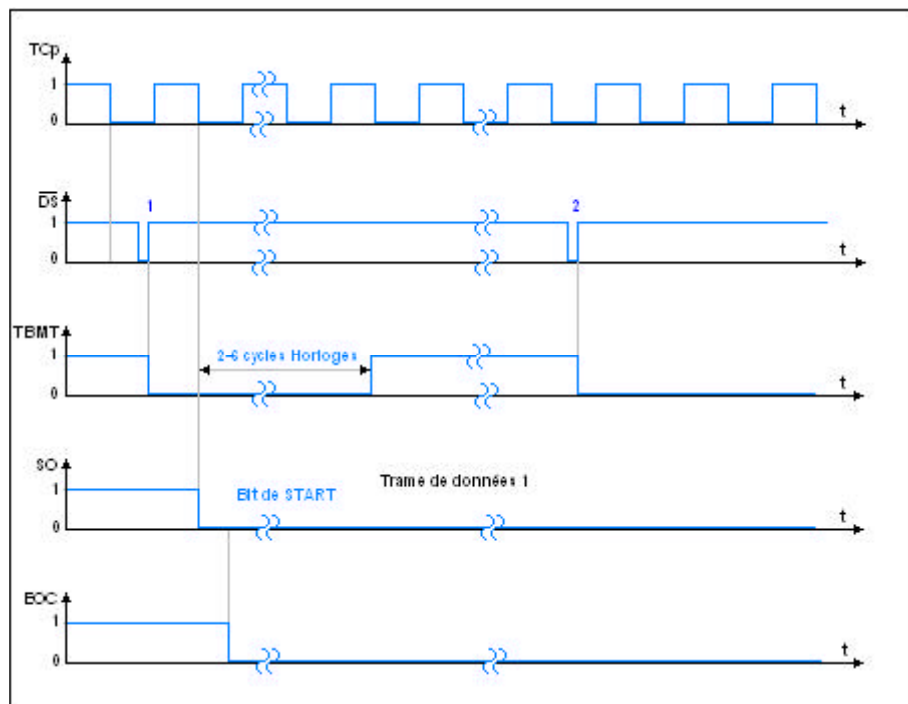 TCp
1
0
t
DS
1
2
1
0
t
TBMT
1
2-6 cycles Horloges
0
t
SO
1
Bit de START
Trame de données 1
0
t
EOC
1
0
t